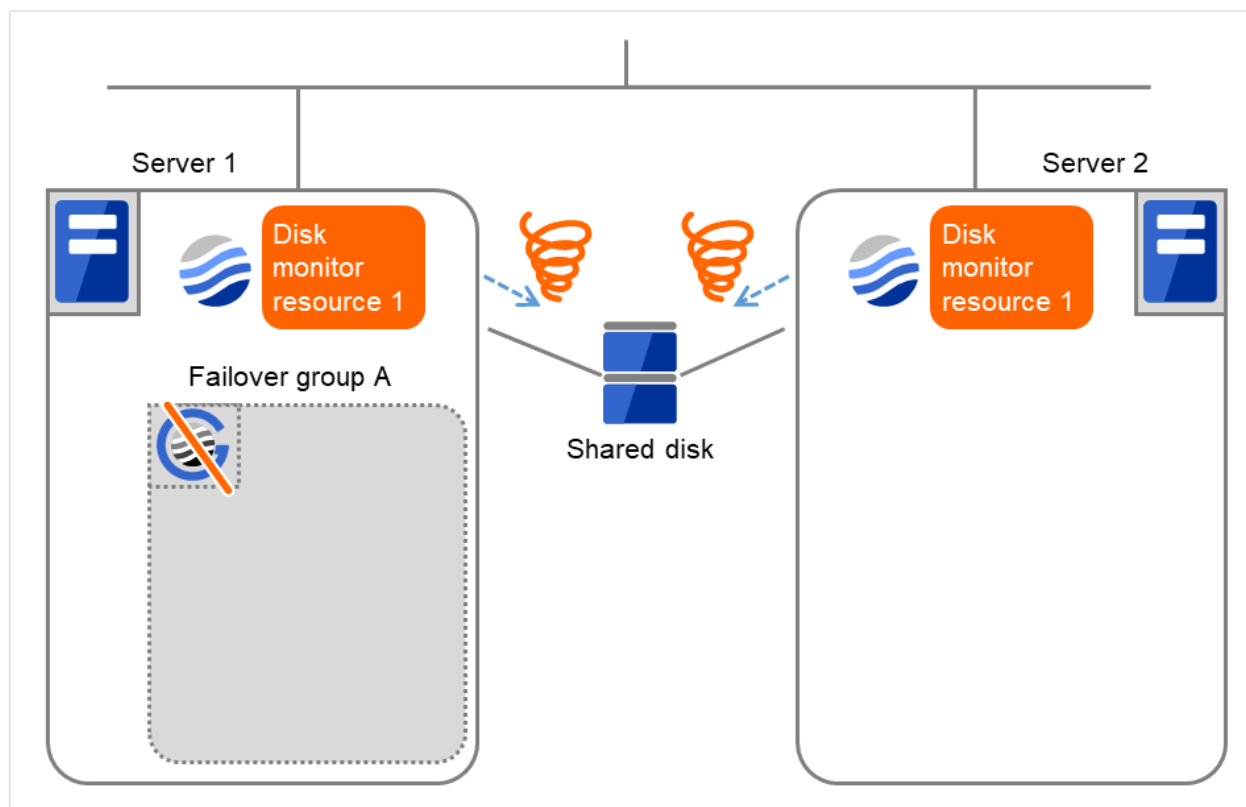 Server 1
Server 2
Disk
monitor
resource 1
Disk
monitor
resource 1
Failover group A
Shared disk